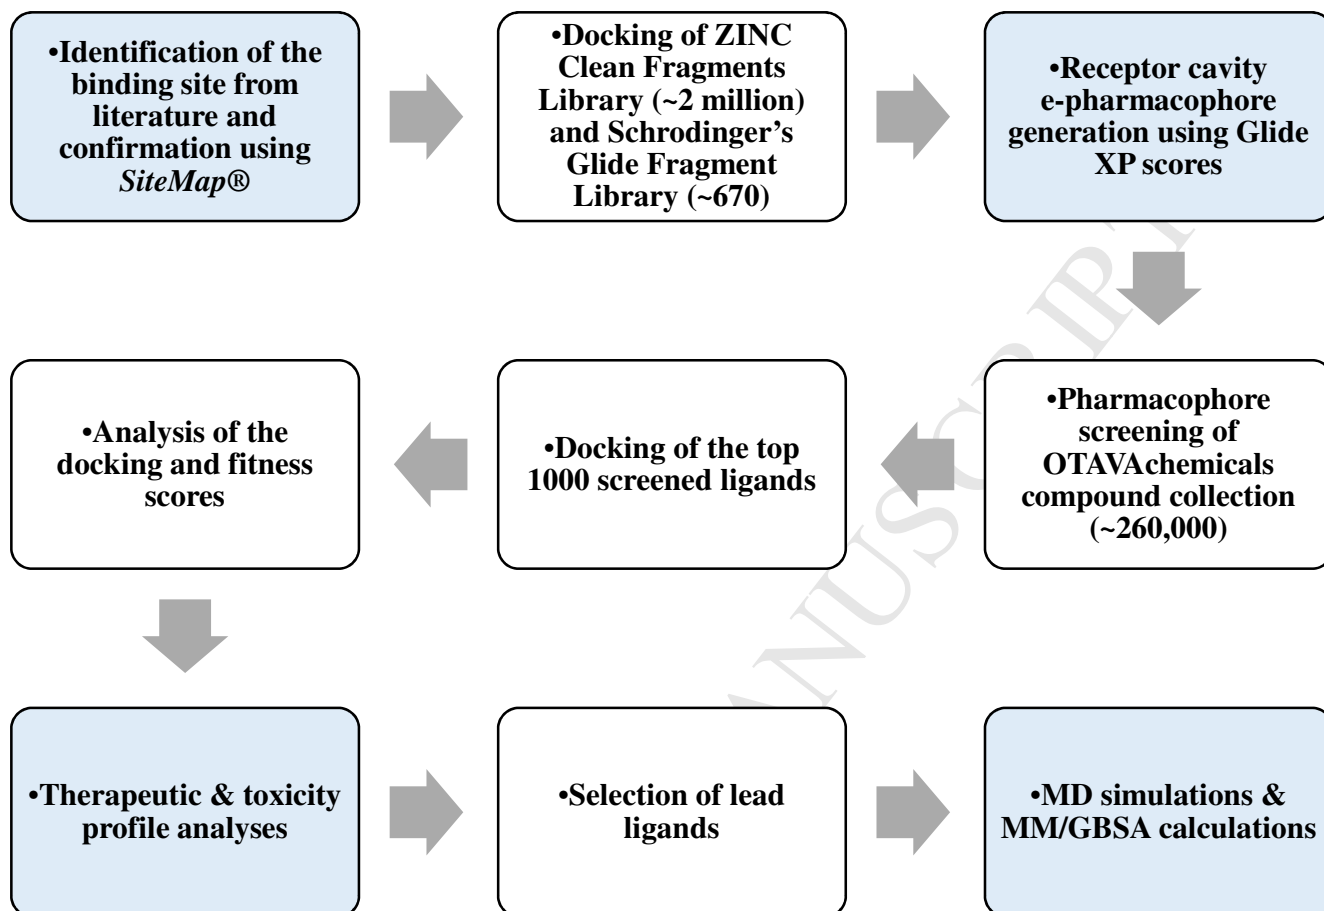 •Identification of the
binding site from
literature and
confirmation using
SiteMap®
•Docking of ZINC
Clean Fragments
Library (~2 million)
and Schrodinger’s
Glide Fragment
Library (~670)
•Receptor cavity
e-pharmacophore
generation using Glide
XP scores
•Pharmacophore
screening of
OTAVAchemicals
compound collection
(~260,000)
•Docking of the top
1000 screened ligands
•Analysis of the
docking and fitness
scores
•Therapeutic & toxicity
profile analyses
•Selection of lead
ligands
•MD simulations &
MM/GBSA calculations